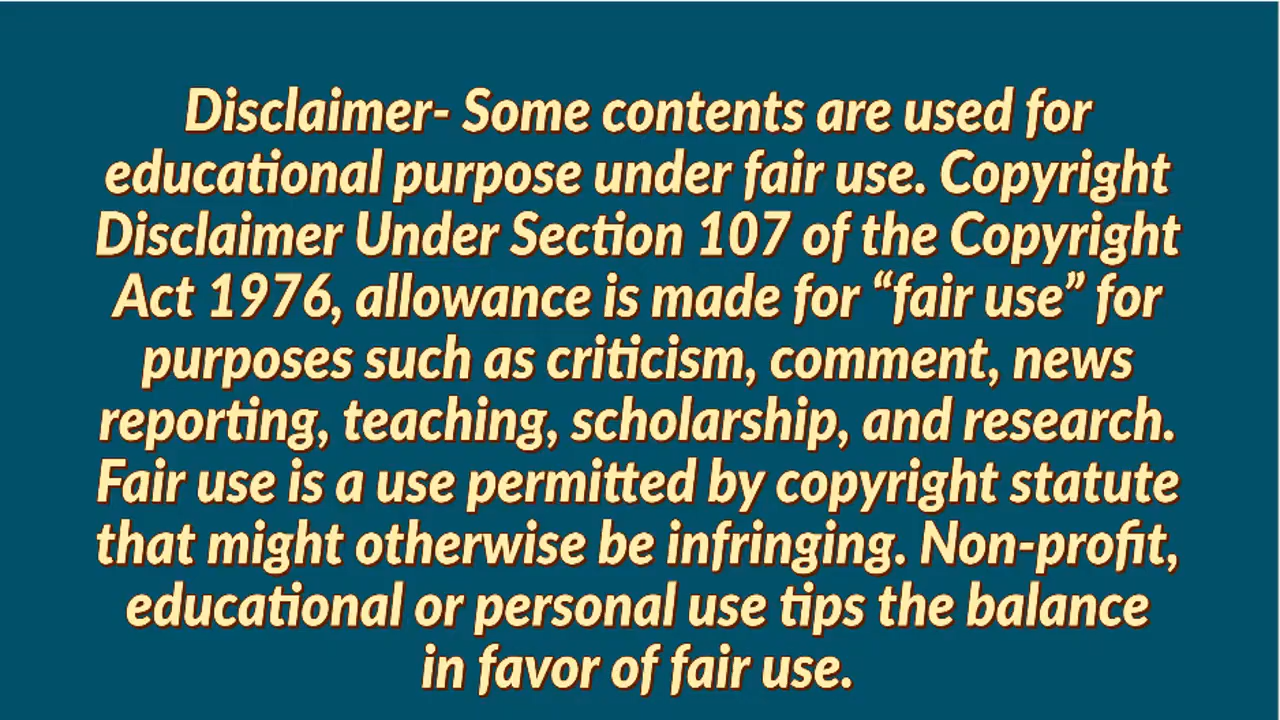 Disclaimer- Some contents are used for
educational purpose under fair use. Copyright
Disclaimer Under Section 107 of the Copyright
Act 1976, allowance is made for “fair use” for
purposes such as criticism, comment, news
reporting, teaching, scholarship, and research.
Fair use is a use permitted by copyright statute
that might otherwise be infringing. Non-profit,
educational or personal use tips the balance
in favor of fair use.